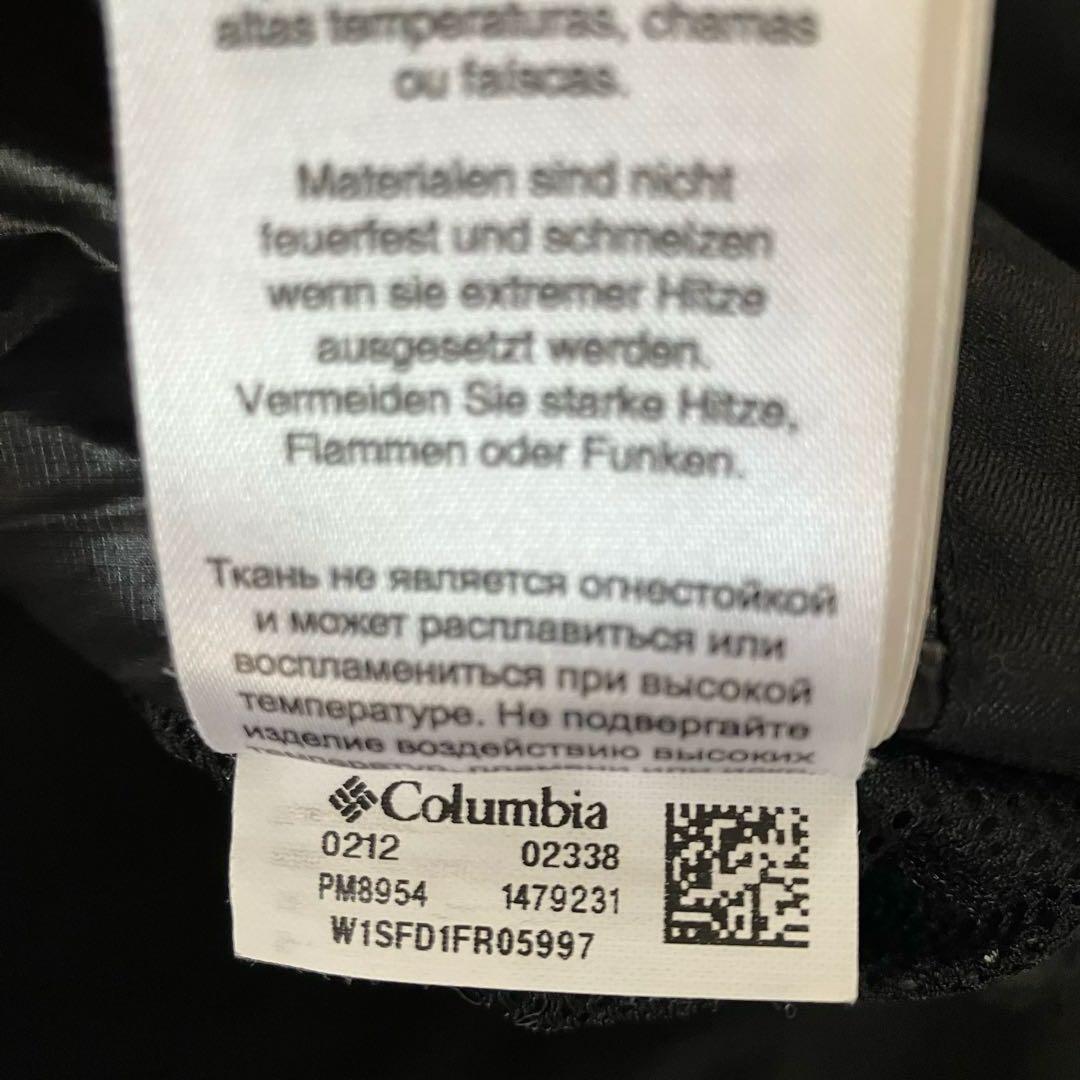 altas temperaturas, chamas
ou faíscas.
Materialen sind nicht
feuerfest und schmelzen
wenn sie extremer Hitze
ausgesetzt werden.
Vermeiden Sie starke Hitze,
Flammen oder Funken.
Ткань не является огнестойкой
и может расплавиться или
воспламениться при высокой
температуре. Не подвергайте
изделие воздействию высоких
Columbia
0212 02338
PM8954 1479231
W1SFD1FR05997